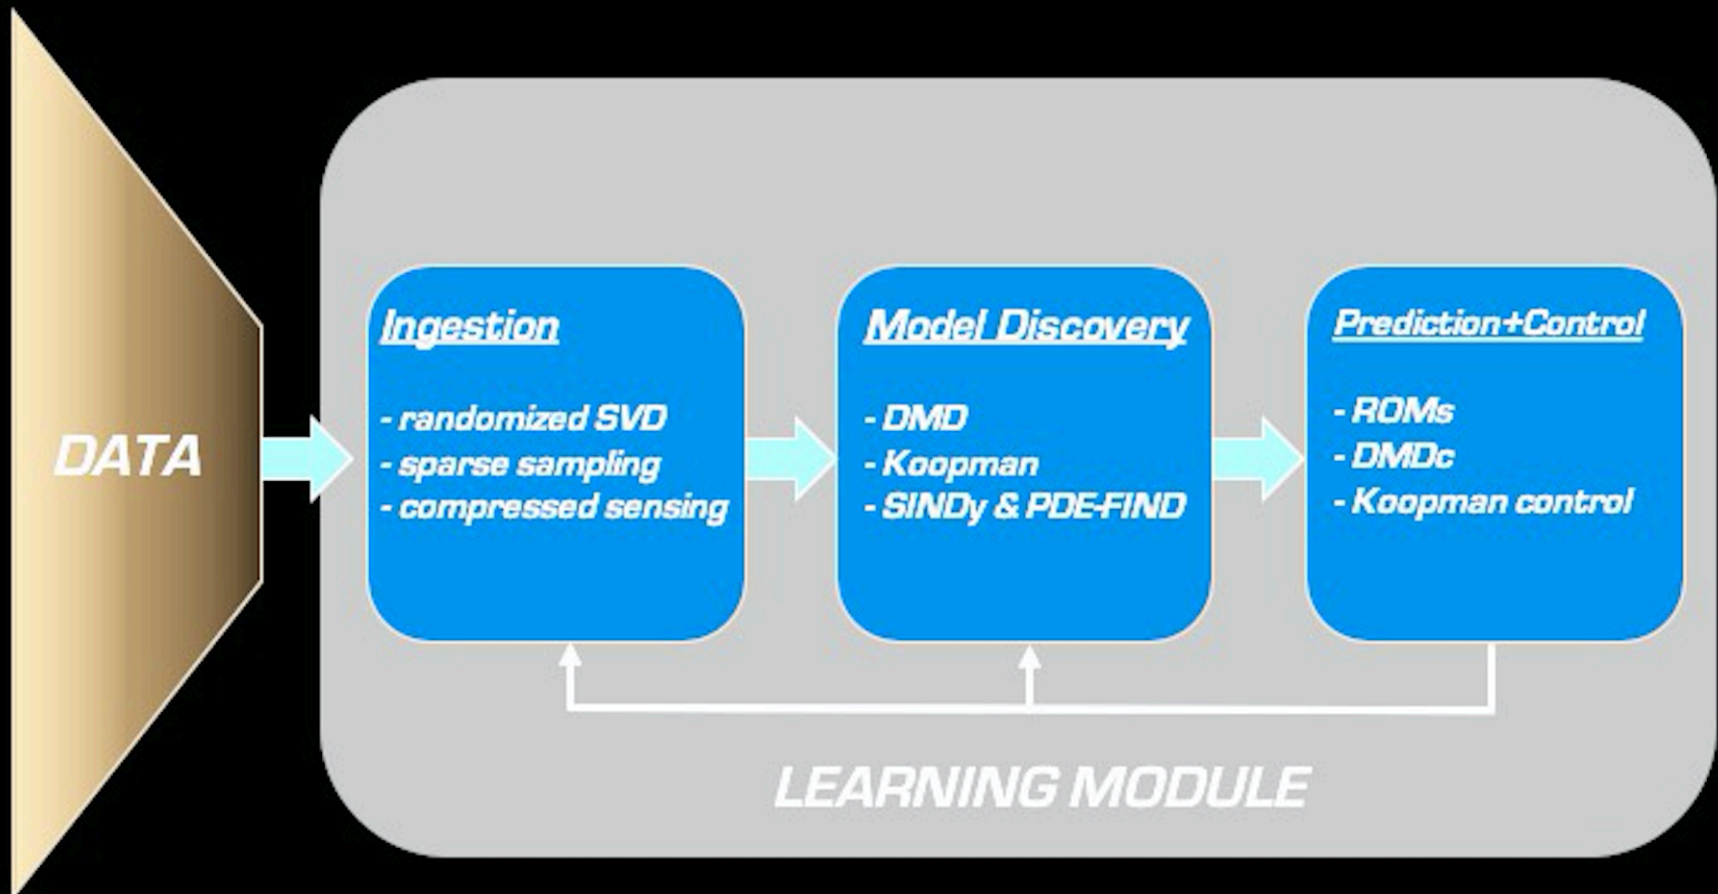 DATA
Ingestion
- randomized SVD
- sparse sampling
- compressed sensing
Model Discovery
- DMD
- Koopman
- SINDy & PDE-FIND
Prediction+Control
- ROMs
- DMDc
- Koopman control
LEARNING MODULE